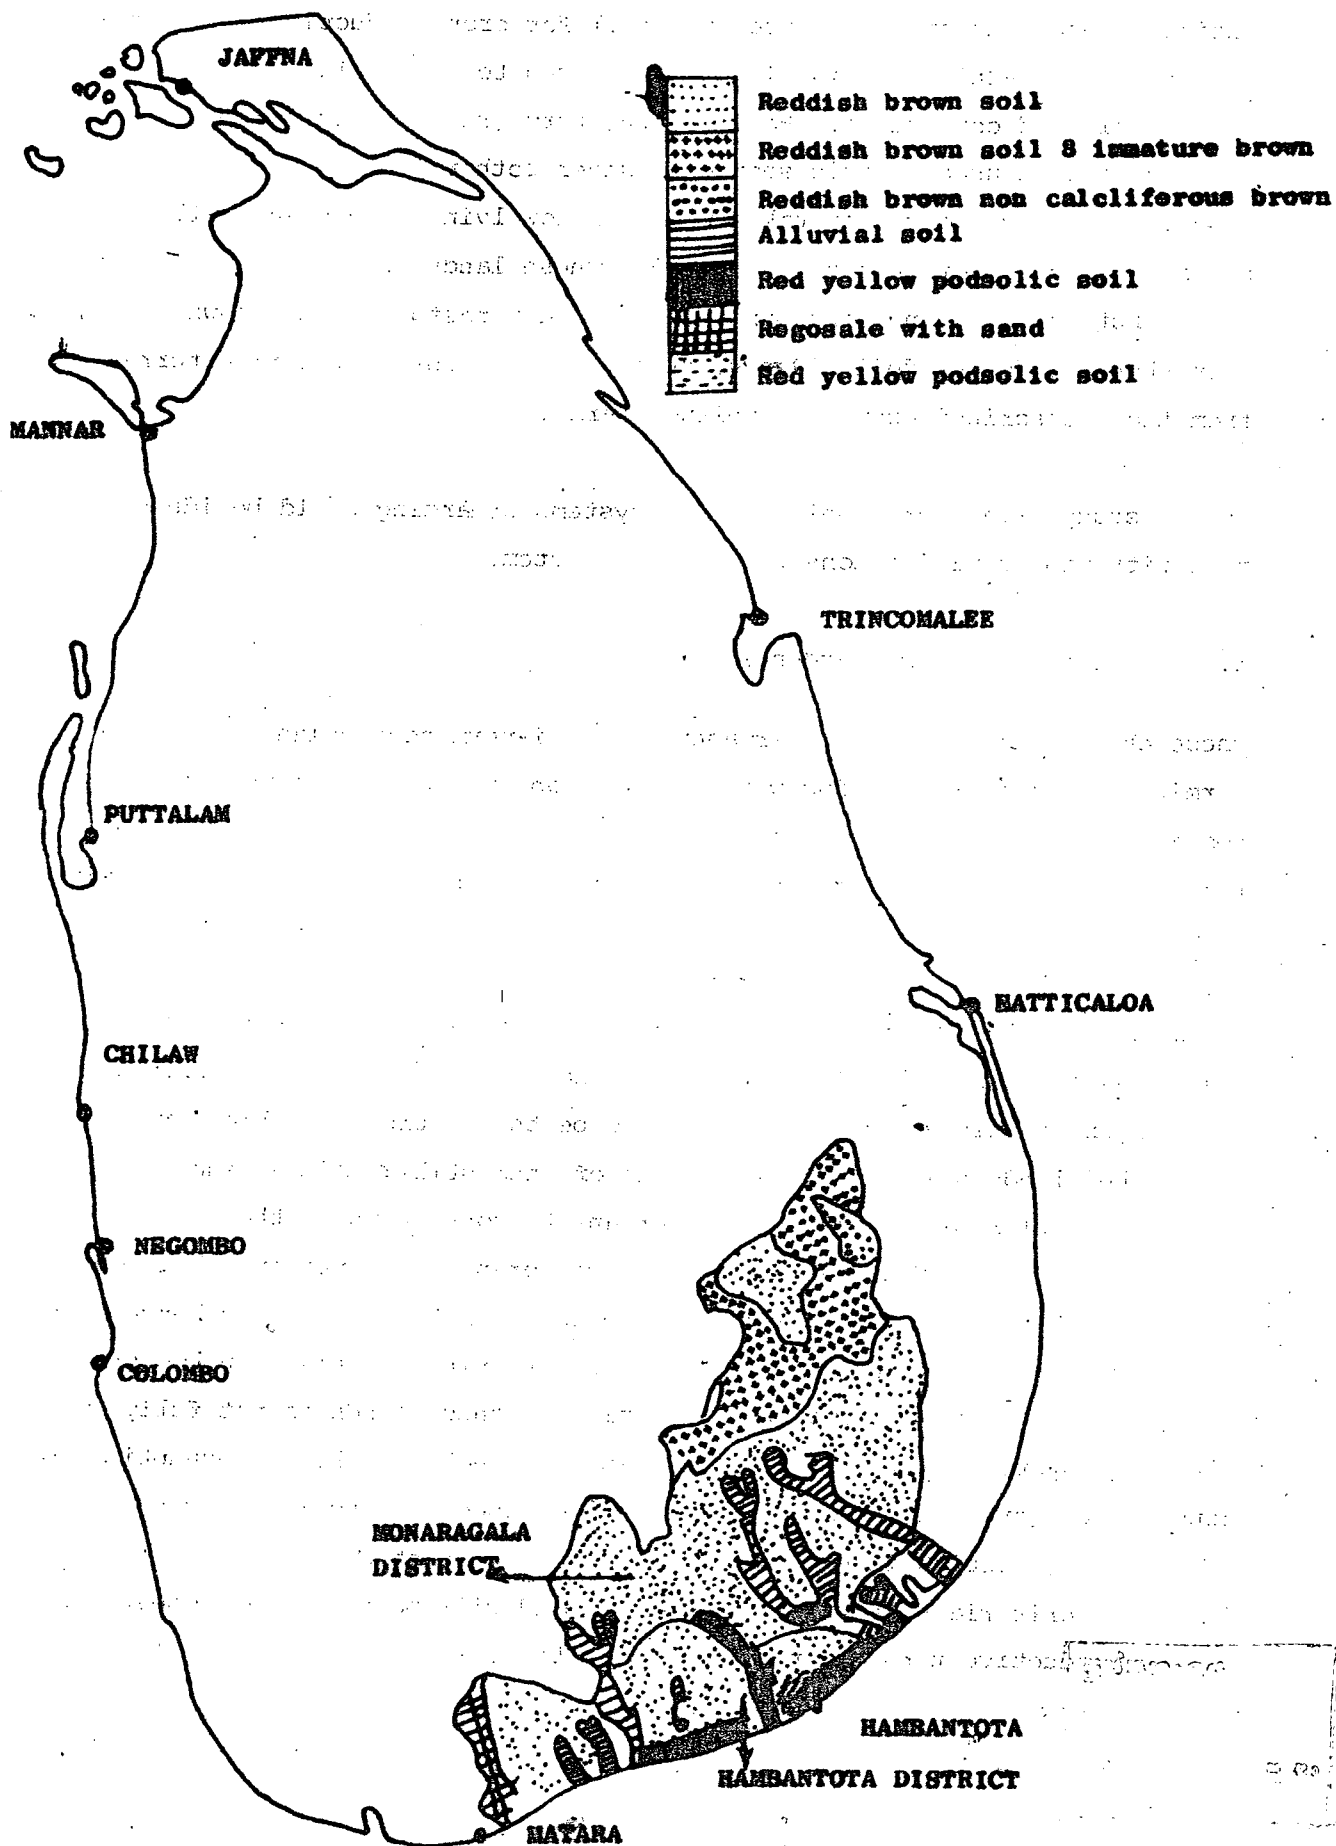 JAFFNA
Reddish brown soil
Reddish brown soil 8 immature brown
Reddish brown non calcliferous brown
Alluvial soil
Red yellow podsolic soil
Regosale with sand
Red yellow podsolic soil
MANNAR
TRINCOMALEE
PUTTALAM
BATTICALOA
CHILAW
NEGOMBO
COLOMBO
MONARAGALA
DISTRICT
HAMBANTOTA
HAMBANTOTA DISTRICT
MATARA